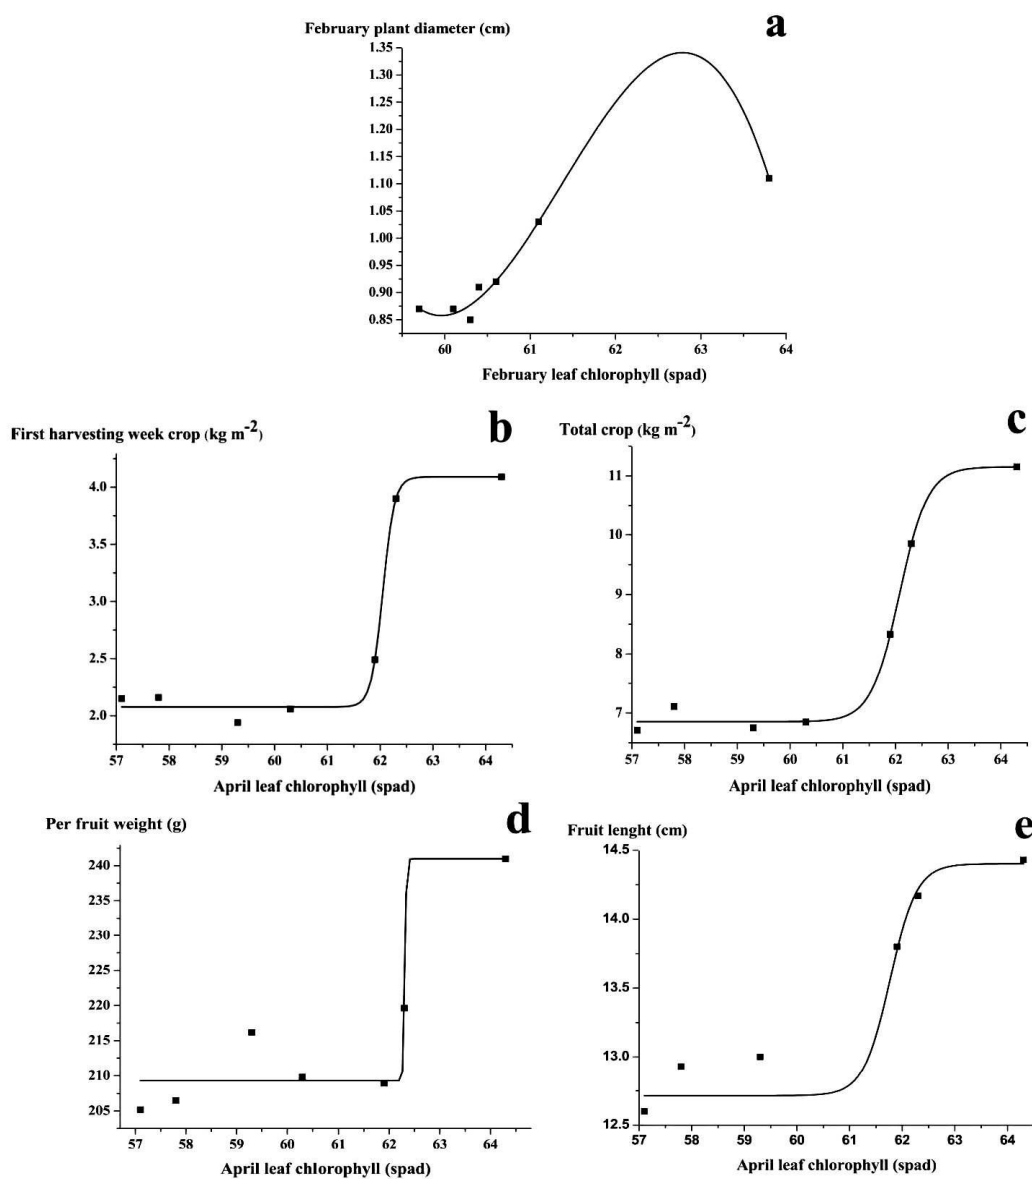 February plant diameter (cm)
a
1.35
1.30
1.25
1.20
1.15
1.10
1.05
1.00
0.95
0.90
0.85
60 61 62 63 64
February leaf chlorophyll (spad)
First harvesting week crop (kg m-2)
b
4.0
3.5
3.0
2.5
2.0
57 58 59 60 61 62 63 64
April leaf chlorophyll (spad)
Total crop (kg m-2)
c
11
10
9
8
7
57 58 59 60 61 62 63 64
April leaf chlorophyll (spad)
Per fruit weight (g)
d
240
235
230
225
220
215
210
205
57 58 59 60 61 62 63 64
April leaf chlorophyll (spad)
Fruit lenght (cm)
e
14.5
14.0
13.5
13.0
12.5
57 58 59 60 61 62 63 64
April leaf chlorophyll (spad)